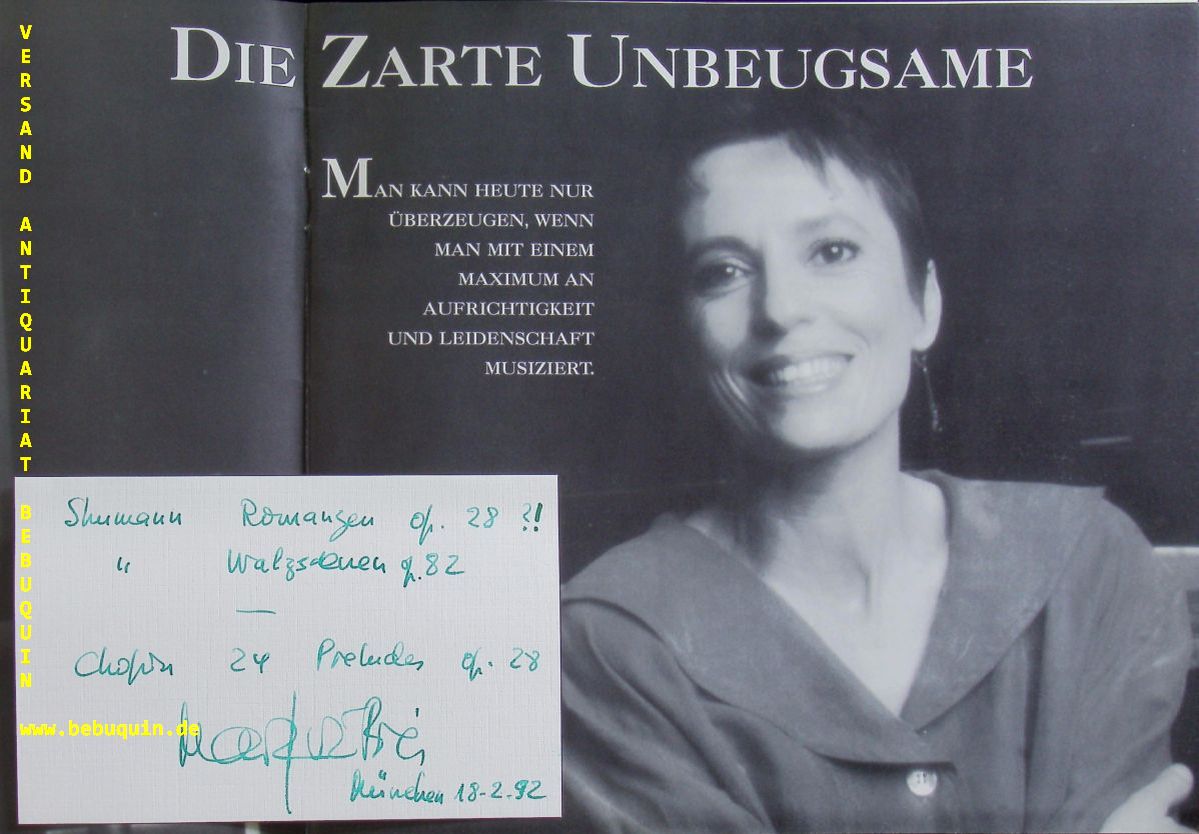 DIE ZARTE UNBEUGSAME
MAN KANN HEUTE NUR
ÜBERZEUGEN, WENN
MAN MIT EINEM
MAXIMUM AN
AUFRICHTIGKEIT
UND LEIDENSCHAFT
MUSIZIERT.
VERSAND ANTIQUARIAT BEBUQUIN
www.bebuquin.de
Shumann Romanzen op. 28 ?!
" Walzscenen op. 82
—
Chopin 24 Preludes op. 28
München 18-2-92